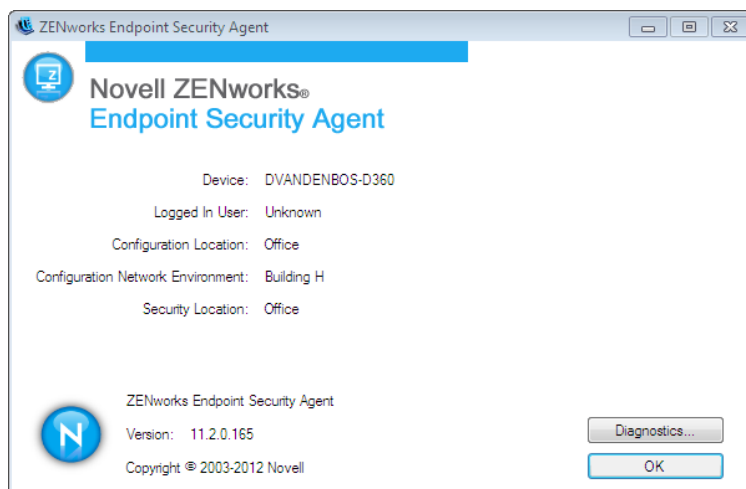 ZENworks Endpoint Security Agent
Novell ZENworks®
Endpoint Security Agent
Device: DVANDENBOS-D360
Logged In User: Unknown
Configuration Location: Office
Configuration Network Environment: Building H
Security Location: Office
ZENworks Endpoint Security Agent
Version: 11.2.0.165
Copyright © 2003-2012 Novell
Diagnostics...
OK